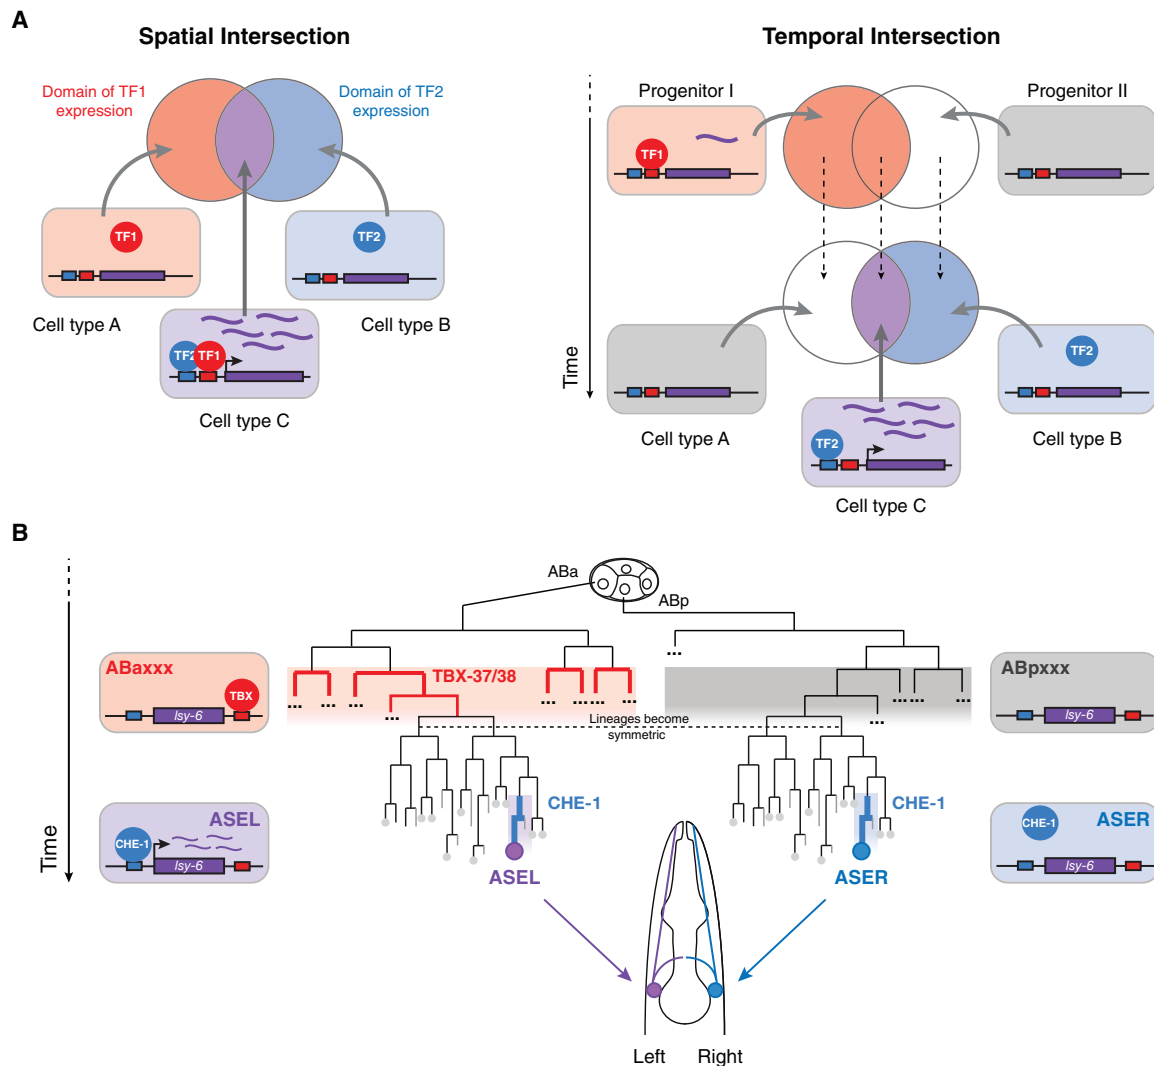 A
Spatial Intersection
Domain of TF1
expression
Domain of TF2
expression
TF1
TF2
Cell type A
Cell type B
TF2
TF1
Cell type C
Temporal Intersection
Progenitor I
Progenitor II
TF1
Time
TF2
Cell type A
Cell type B
TF2
Cell type C
B
ABa
ABp
...
ABaxxx
TBX
lsy-6
TBX-37/38
... ... ... ... ... ... ...
...
... ... ...
...
ABpxxx
lsy-6
Lineages become
symmetric
Time
ASEL
CHE-1
lsy-6
CHE-1
ASEL
CHE-1
ASER
CHE-1
ASER
lsy-6
Left
Right